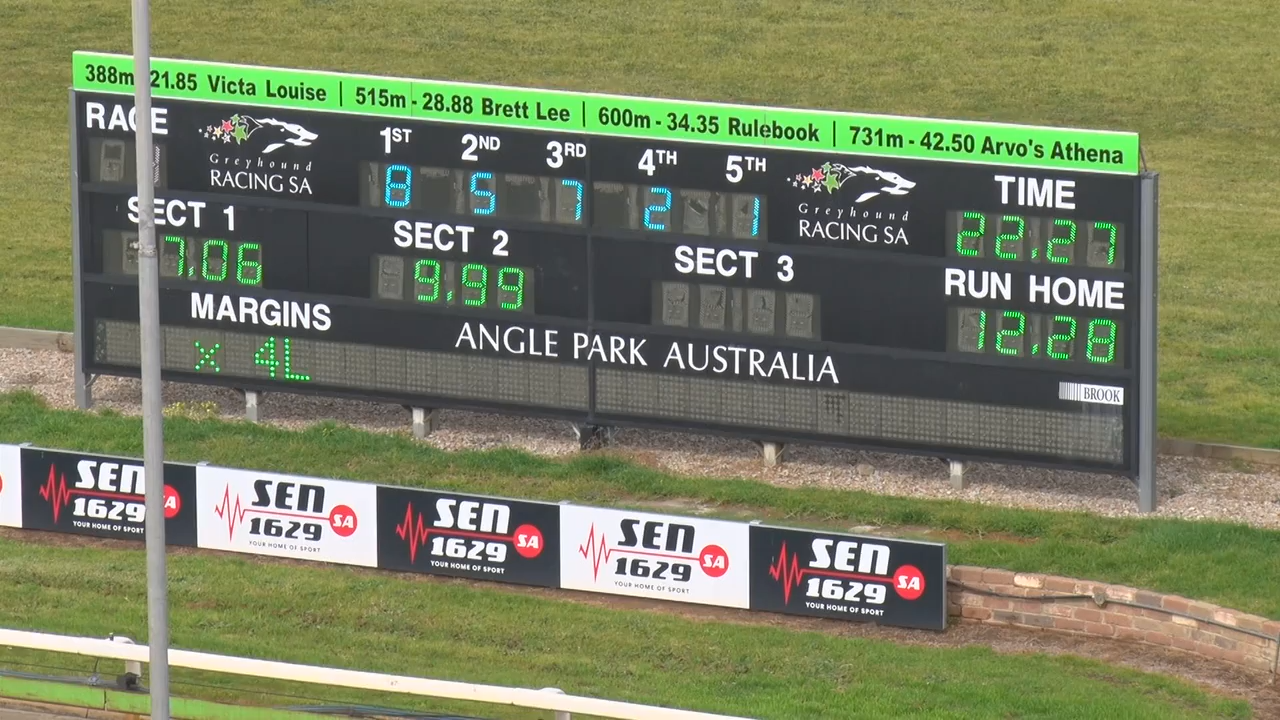 388m 21.85 Victa Louise | 515m - 28.88 Brett Lee | 600m - 34.35 Rulebook | 731m - 42.50 Arvo's Athena
RACE
Greyhound
RACING SA
1ST 2ND 3RD 4TH 5TH
8 5 7 2 1
Greyhound
RACING SA
TIME
22.27
SECT 1
7.06
SECT 2
9.99
SECT 3
RUN HOME
12.28
MARGINS
x 4L
ANGLE PARK AUSTRALIA
BROOK
SEN
1629 SA
YOUR HOME OF SPORT
SEN
1629 SA
YOUR HOME OF SPORT
SEN
1629 SA
YOUR HOME OF SPORT
SEN
1629 SA
YOUR HOME OF SPORT
SEN
1629 SA
YOUR HOME OF SPORT